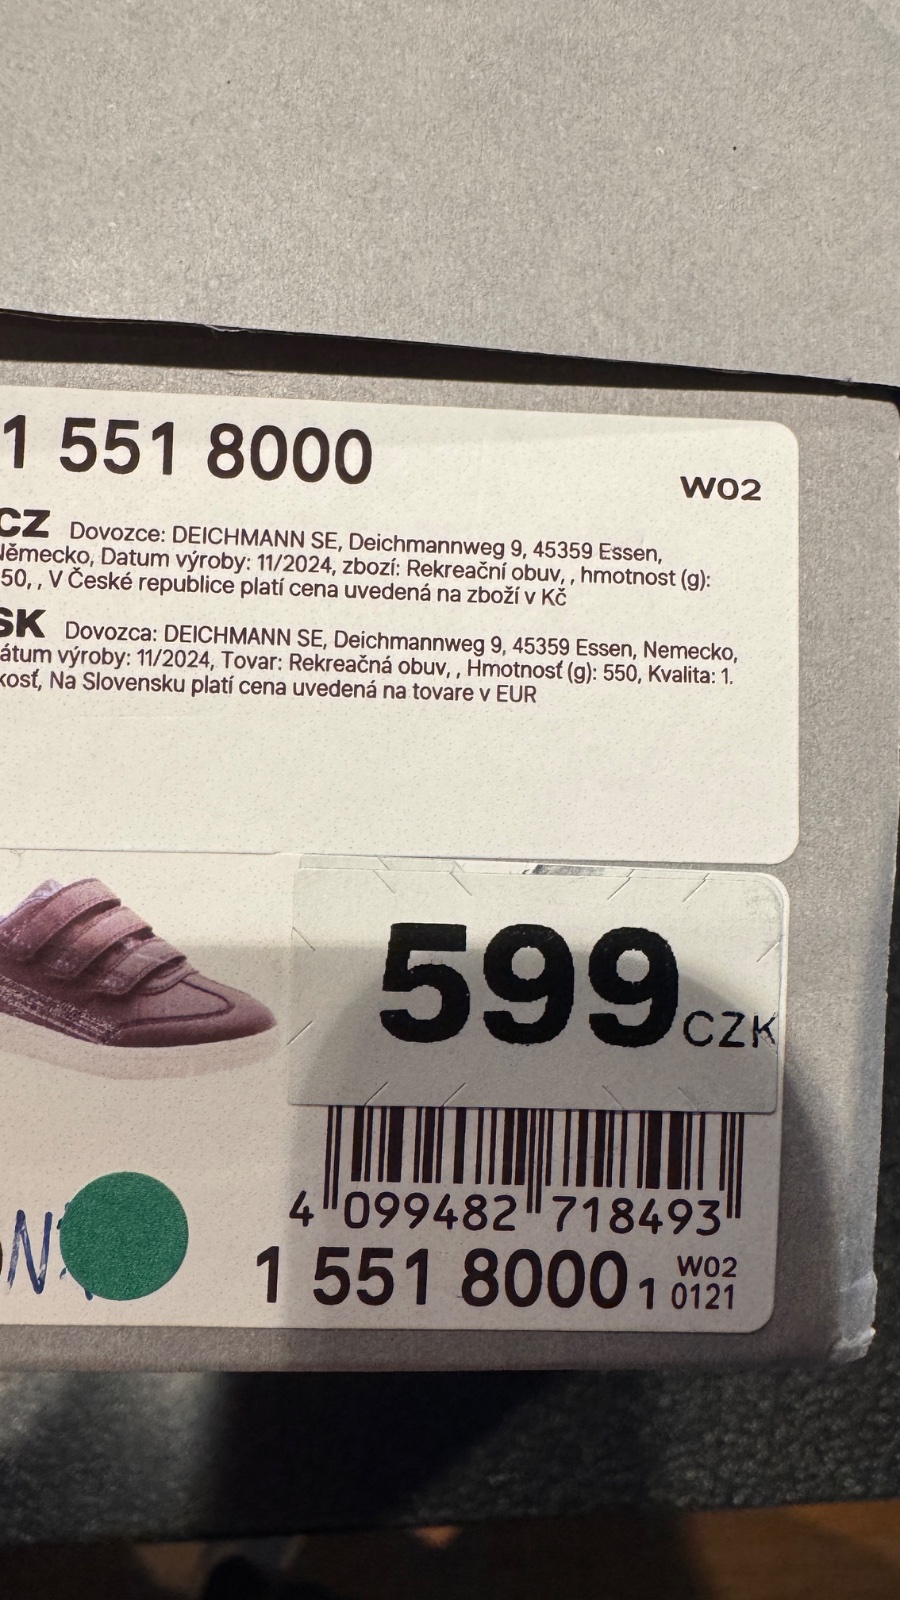 1 551 8000
W02
CZ Dovozce: DEICHMANN SE, Deichmannweg 9, 45359 Essen,
Německo, Datum výroby: 11/2024, zboží: Rekreační obuv, , hmotnost (g):
50, , V České republice platí cena uvedená na zboží v Kč
SK Dovozca: DEICHMANN SE, Deichmannweg 9, 45359 Essen, Nemecko,
átum výroby: 11/2024, Tovar: Rekreačná obuv, , Hmotnosť (g): 550, Kvalita: 1.
kosť, Na Slovensku platí cena uvedená na tovare v EUR
599 CZK
4 099482 718493
1 551 8000 1 W02
0121